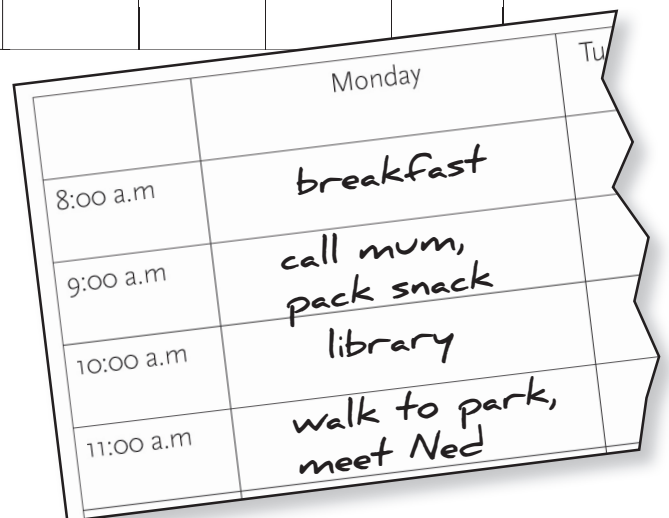 Monday
Tu
8:00 a.m
breakfast
9:00 a.m
call mum,
pack snack
10:00 a.m
library
11:00 a.m
walk to park,
meet Ned